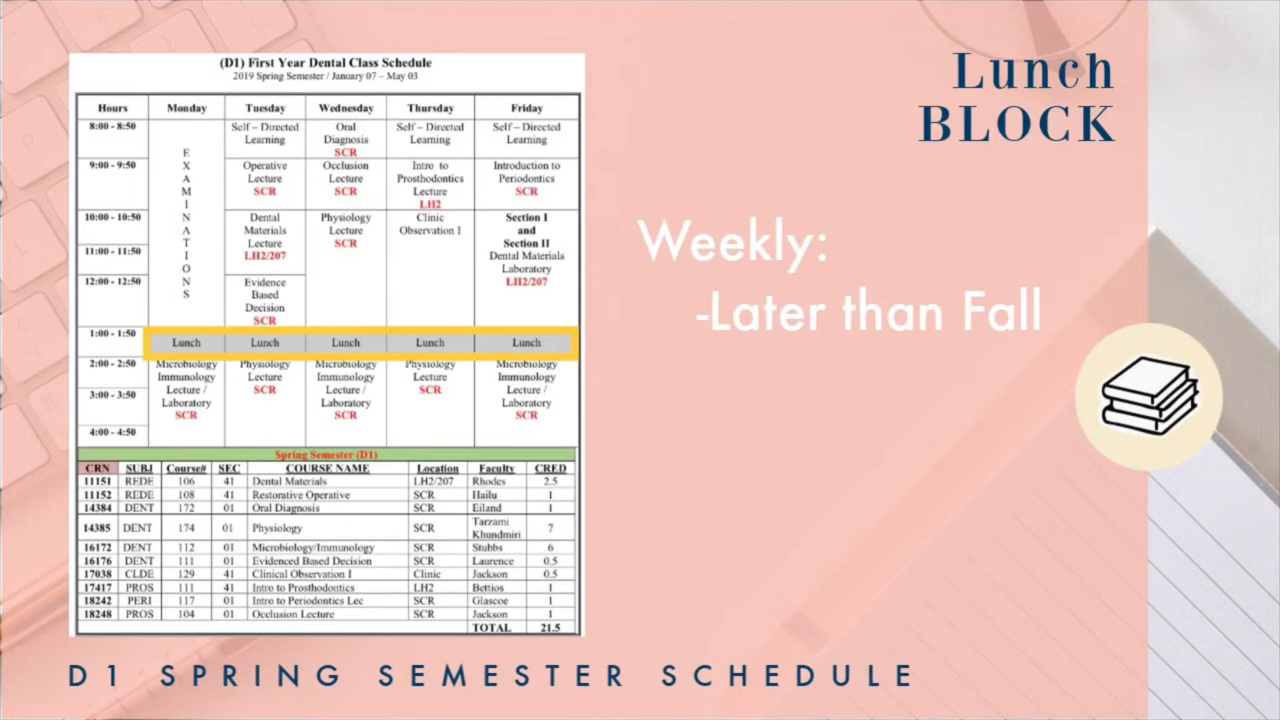 Lunch
BLOCK
Weekly:
-Later than Fall
(D1) First Year Dental Class Schedule
2019 Spring Semester / January 07 – May 03
Hours Monday Tuesday Wednesday Thursday Friday
8:00 - 8:50
9:00 - 9:50
10:00 - 10:50
11:00 - 11:50
12:00 - 12:50
1:00 - 1:50
2:00 - 2:50
3:00 - 3:50
4:00 - 4:50
E
X
A
M
I
N
A
T
I
O
N
S
Lunch
Microbiology
Immunology
Lecture /
Laboratory
SCR
Self – Directed
Learning
Operative
Lecture
SCR
Dental
Materials
Lecture
LH2/207
Evidence
Based
Decision
SCR
Lunch
Physiology
Lecture
SCR
Oral
Diagnosis
SCR
Occlusion
Lecture
SCR
Physiology
Lecture
SCR
Lunch
Microbiology
Immunology
Lecture /
Laboratory
SCR
Self – Directed
Learning
Intro to
Prosthodontics
Lecture
LH2
Clinic
Observation I
Lunch
Physiology
Lecture
SCR
Self – Directed
Learning
Introduction to
Periodontics
SCR
Section I
and
Section II
Dental Materials
Laboratory
LH2/207
Lunch
Microbiology
Immunology
Lecture /
Laboratory
SCR
Spring Semester (D1)
CRN SUBJ Course# SEC COURSE NAME Location Faculty CRED
11151 REDE 106 41 Dental Materials LH2/207 Rhodes 2.5
11152 REDE 108 41 Restorative Operative SCR Hailu 1
14384 DENT 172 01 Oral Diagnosis SCR Eiland 1
14385 DENT 174 01 Physiology SCR Tarzami Khundmiri 7
16172 DENT 112 01 Microbiology/Immunology SCR Stubbs 6
16176 DENT 111 01 Evidenced Based Decision SCR Laurence 0.5
17038 CLDE 129 41 Clinical Observation I Clinic Jackson 0.5
17417 PROS 111 41 Intro to Prosthodontics LH2 Bettios 1
18242 PERI 117 01 Intro to Periodontics Lec SCR Glascoe 1
18248 PROS 104 01 Occlusion Lecture SCR Jackson 1
TOTAL 21.5
D1 SPRING SEMESTER SCHEDULE